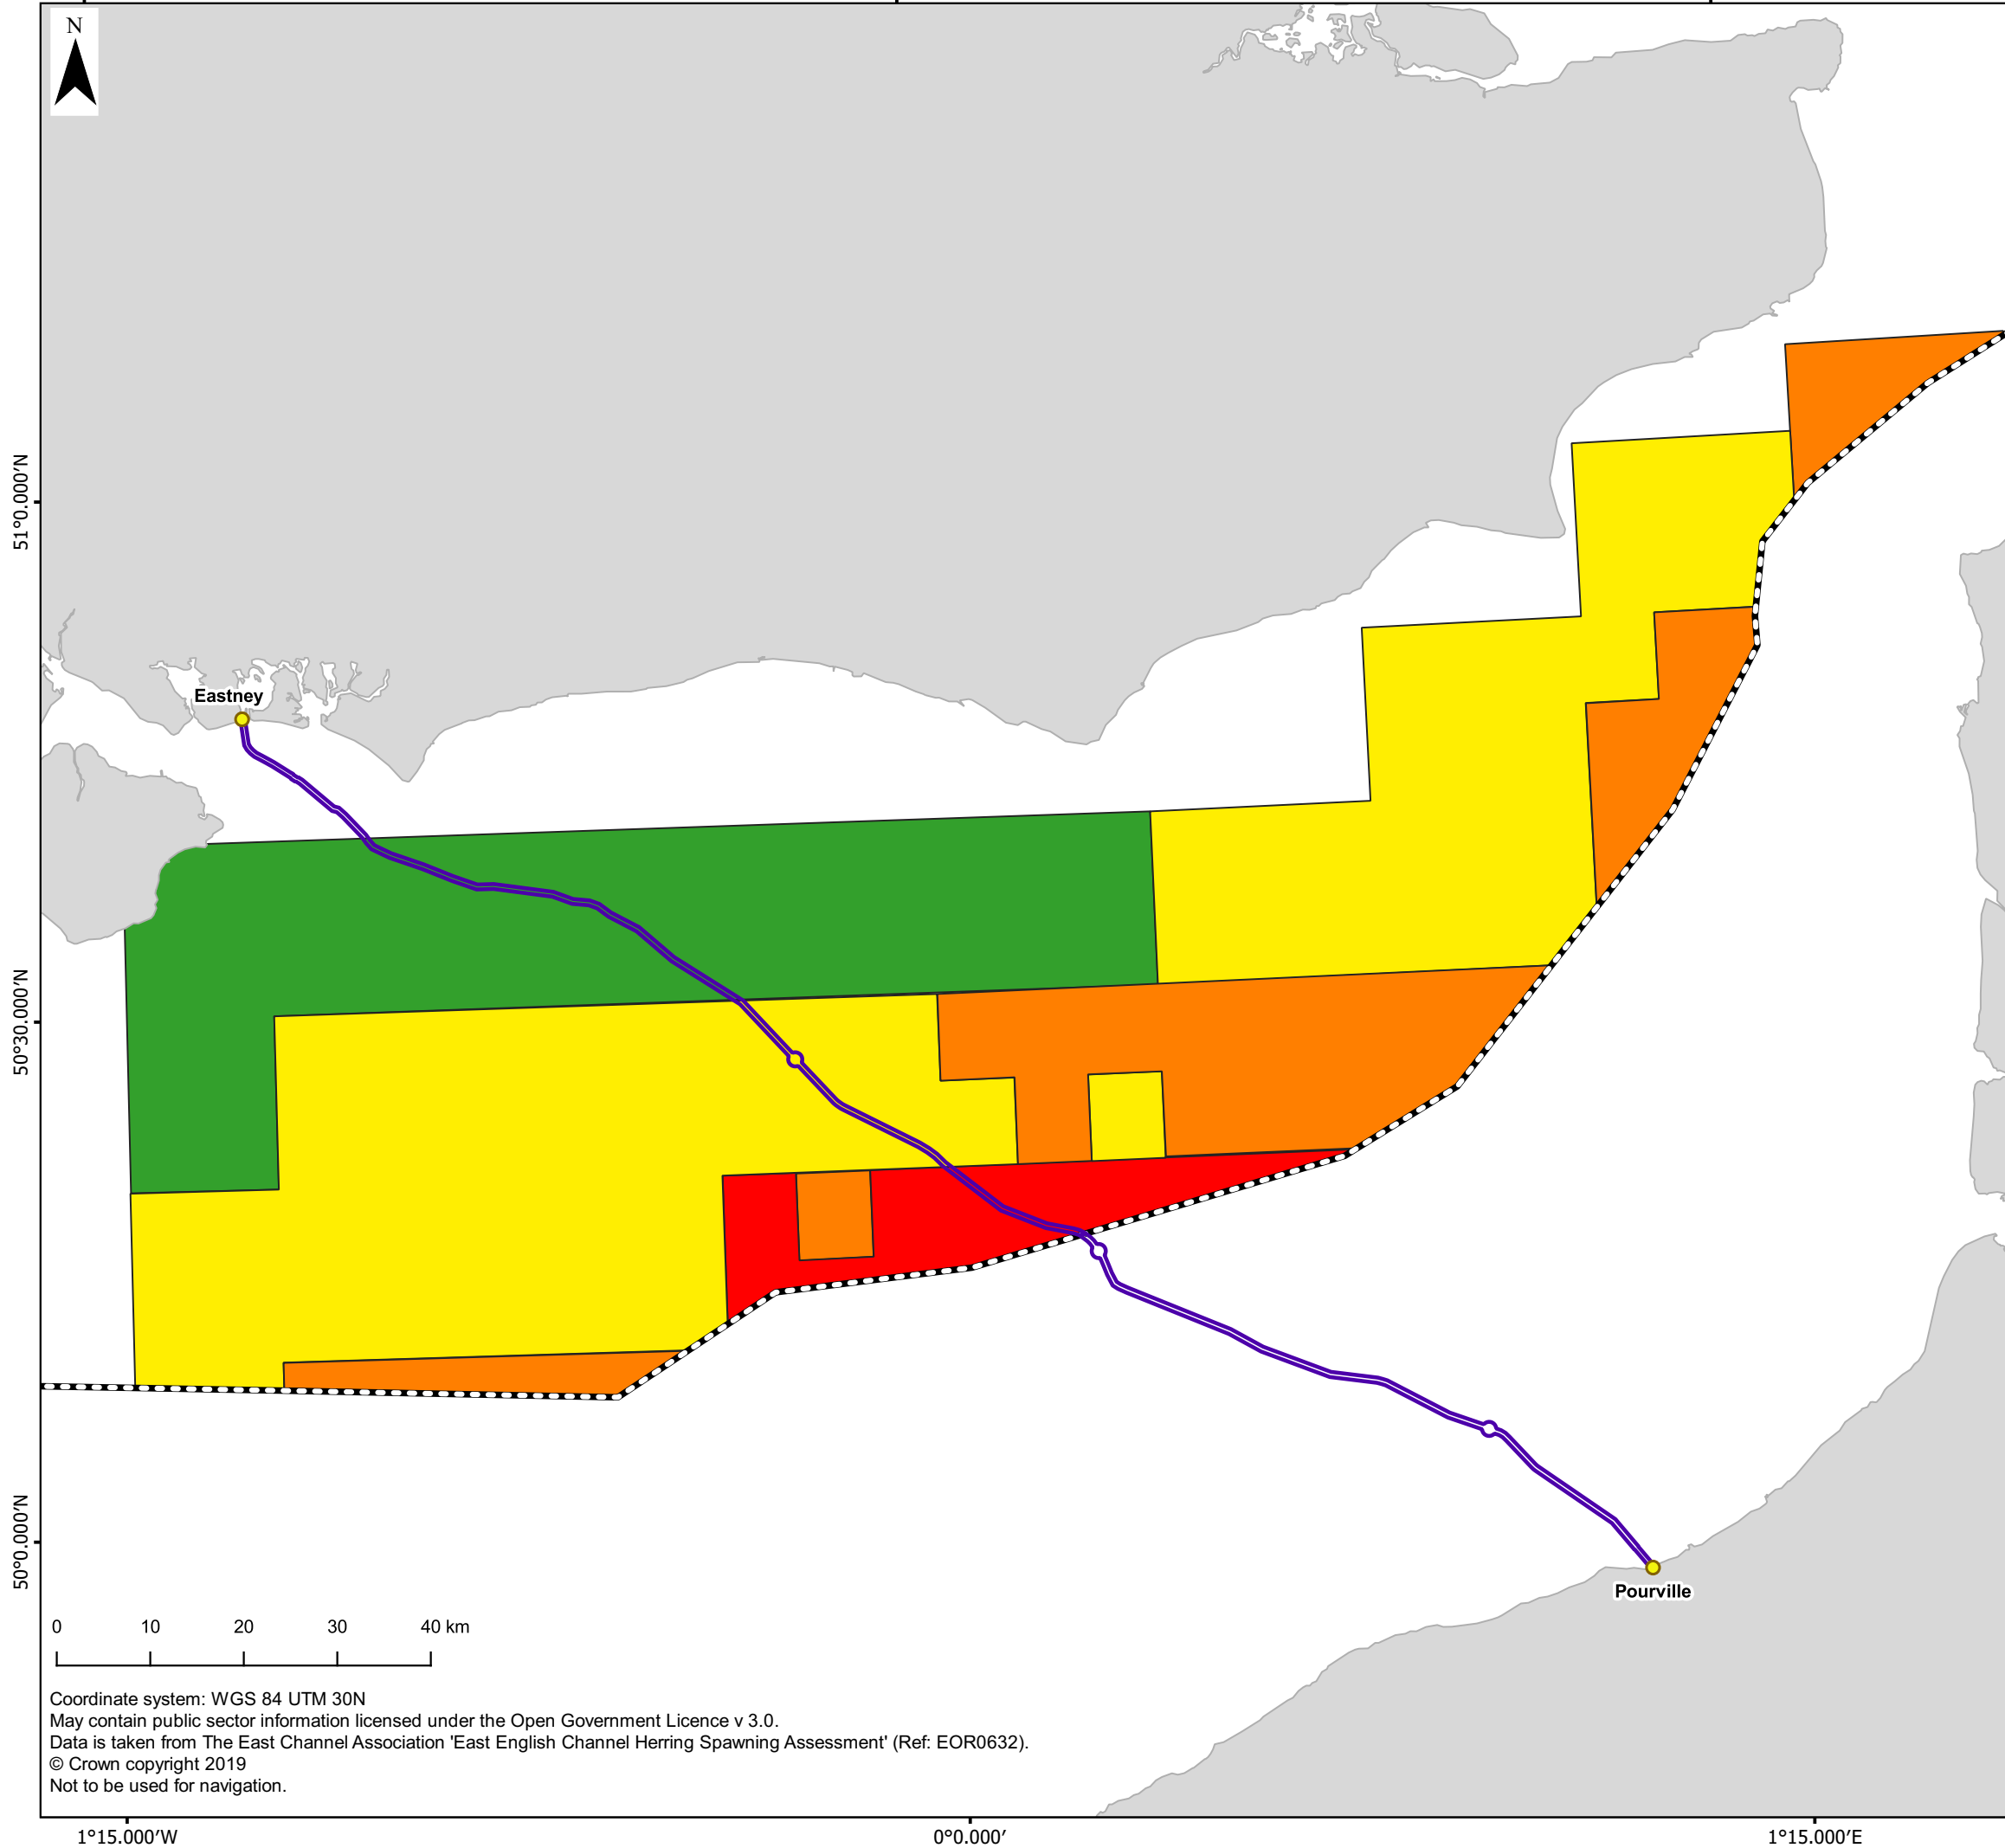 N
51°0.000'N
Eastney
50°30.000'N
50°0.000'N
Pourville
0 10 20 30 40 km
Coordinate system: WGS 84 UTM 30N
May contain public sector information licensed under the Open Government Licence v 3.0.
Data is taken from The East Channel Association 'East English Channel Herring Spawning Assessment' (Ref: EOR0632).
© Crown copyright 2019
Not to be used for navigation.
1°15.000'W 0°0.000' 1°15.000'E